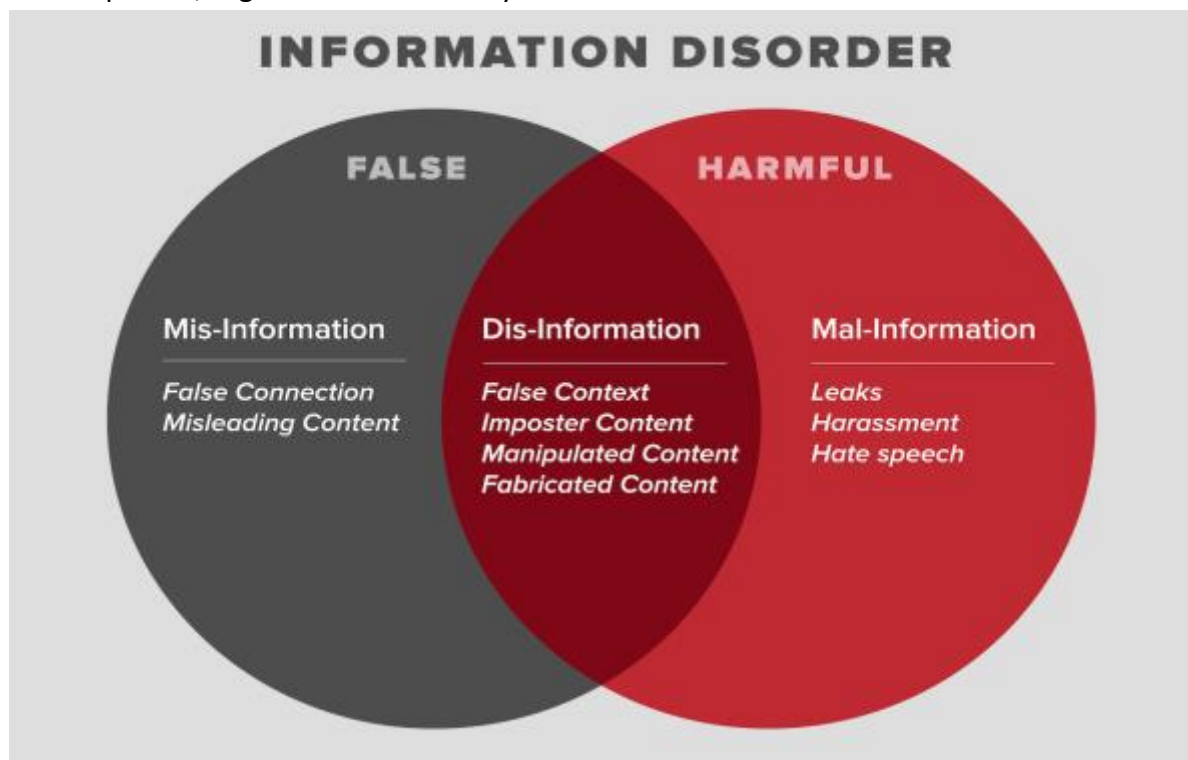 INFORMATION DISORDER
FALSE
HARMFUL
Mis-Information
False Connection
Misleading Content
Dis-Information
False Context
Imposter Content
Manipulated Content
Fabricated Content
Mal-Information
Leaks
Harassment
Hate speech